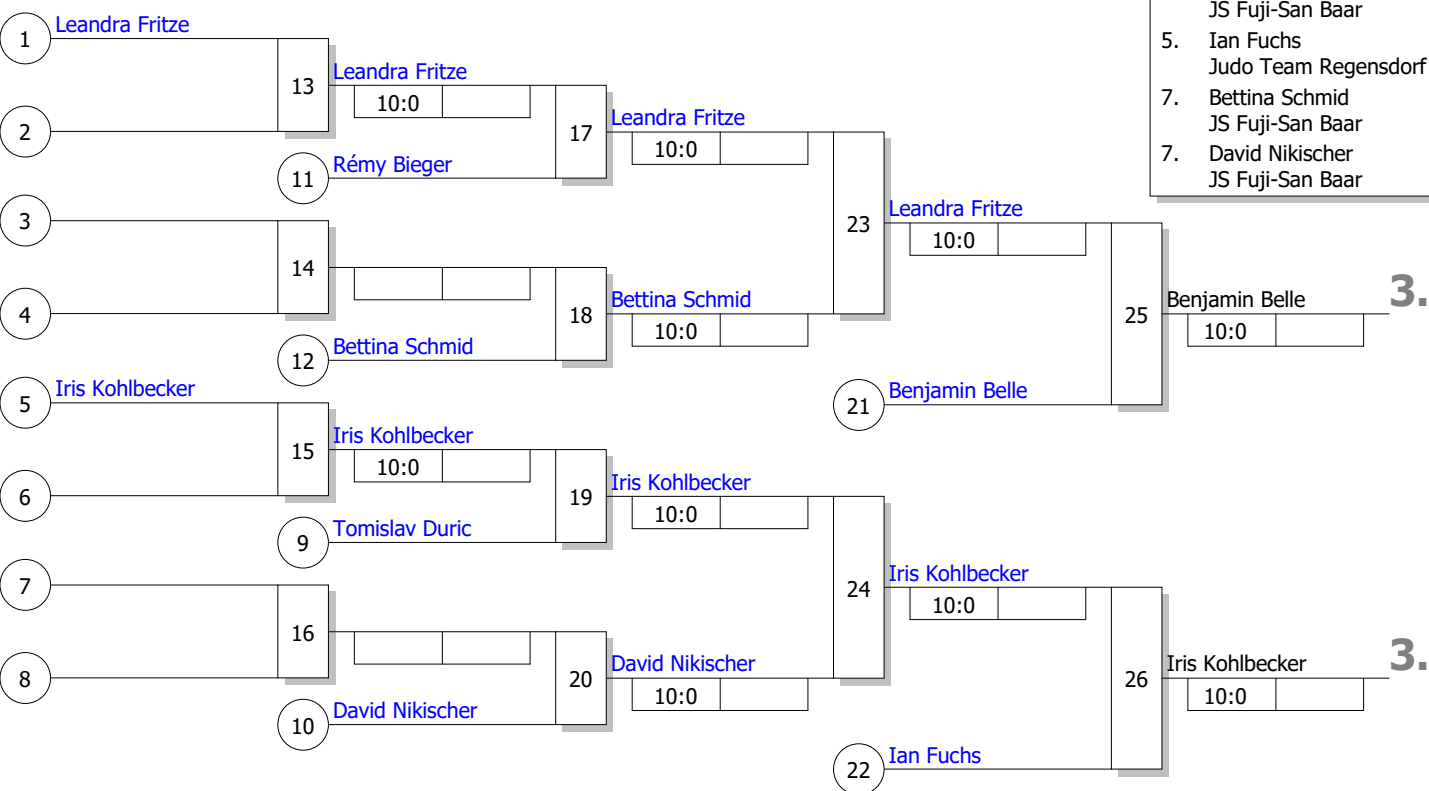 JS Fuji-San Baar
5. Ian Fuchs
Judo Team Regensdorf
7. Bettina Schmid
JS Fuji-San Baar
7. David Nikischer
JS Fuji-San Baar
1 Leandra Fritze
13 Leandra Fritze
10:0
2
17 Leandra Fritze
10:0
11 Rémy Bieger
3
23 Leandra Fritze
10:0
14
4
18 Bettina Schmid
10:0
12 Bettina Schmid
25 Benjamin Belle 3.
10:0
5 Iris Kohlbecker
21 Benjamin Belle
15 Iris Kohlbecker
10:0
6
19 Iris Kohlbecker
10:0
9 Tomislav Duric
7
24 Iris Kohlbecker
10:0
16
8
20 David Nikischer
10:0
10 David Nikischer
26 Iris Kohlbecker 3.
10:0
22 Ian Fuchs